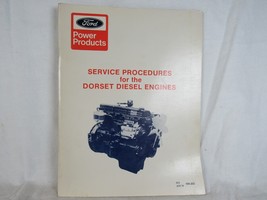 Ford
Power
Products
SERVICE PROCEDURES
for the
DORSET DIESEL ENGINES